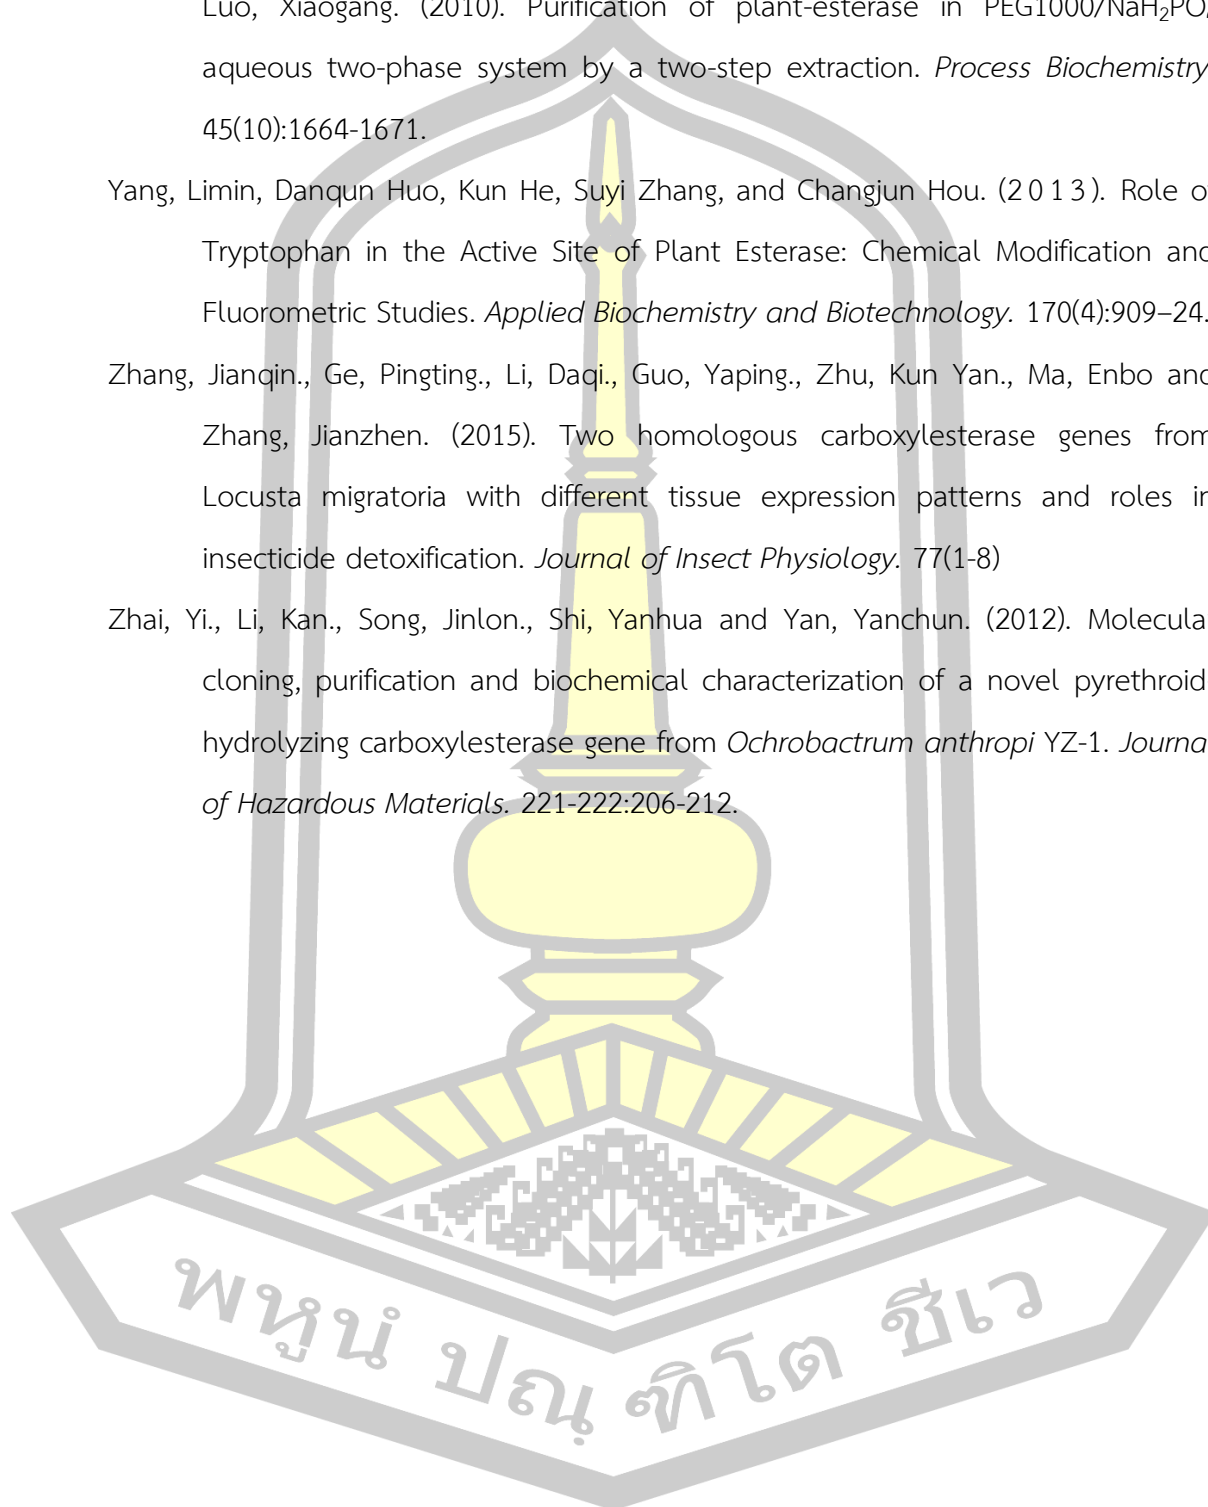 Luo, Xiaogang. (2010). Purification of plant-esterase in PEG1000/NaH₂PO₄
aqueous two-phase system by a two-step extraction. Process Biochemistry
45(10):1664-1671.
Yang, Limin, Danqun Huo, Kun He, Suyi Zhang, and Changjun Hou. (2013). Role of
Tryptophan in the Active Site of Plant Esterase: Chemical Modification and
Fluorometric Studies. Applied Biochemistry and Biotechnology. 170(4):909–24.
Zhang, Jianqin., Ge, Pingting., Li, Daqi., Guo, Yaping., Zhu, Kun Yan., Ma, Enbo and
Zhang, Jianzhen. (2015). Two homologous carboxylesterase genes from
Locusta migratoria with different tissue expression patterns and roles in
insecticide detoxification. Journal of Insect Physiology. 77(1-8)
Zhai, Yi., Li, Kan., Song, Jinlon., Shi, Yanhua and Yan, Yanchun. (2012). Molecula
cloning, purification and biochemical characterization of a novel pyrethroid
hydrolyzing carboxylesterase gene from Ochrobactrum anthropi YZ-1. Journa
of Hazardous Materials. 221-222:206-212.
พหูนํ ปณฺฑิโต ชีเว